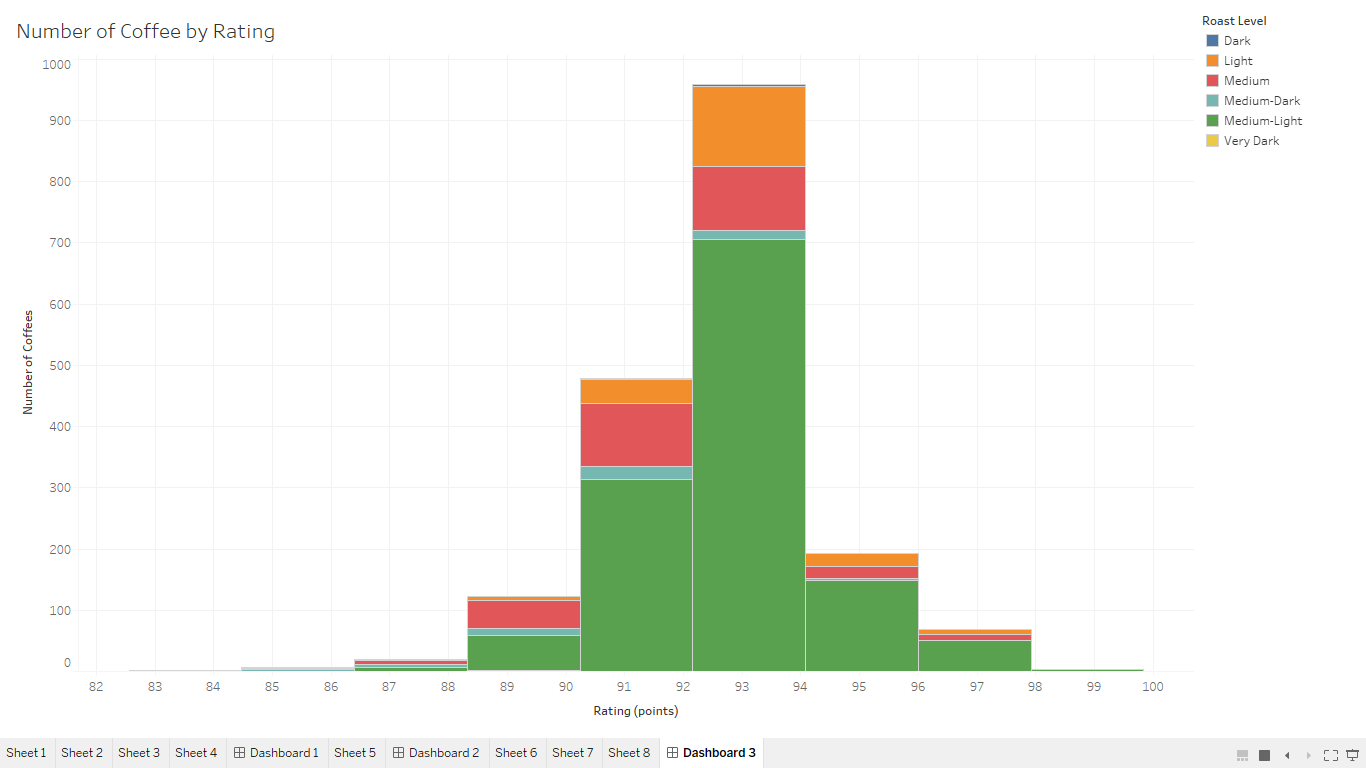 Number of Coffee by Rating
Roast Level
Dark
Light
Medium
Medium-Dark
Medium-Light
Very Dark
1000
900
800
700
600
500
400
300
200
100
0
Number of Coffees
82 83 84 85 86 87 88 89 90 91 92 93 94 95 96 97 98 99 100
Rating (points)
Sheet 1 Sheet 2 Sheet 3 Sheet 4 Dashboard 1 Sheet 5 Dashboard 2 Sheet 6 Sheet 7 Sheet 8 Dashboard 3